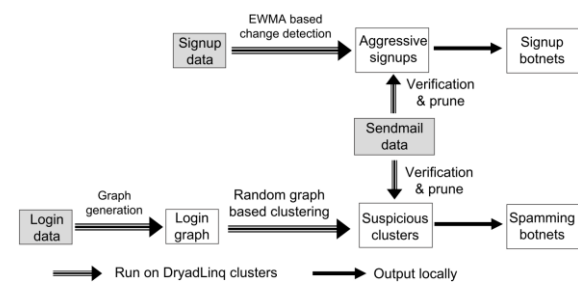 EWMA based
change detection
Signup
data
Aggressive
signups
Signup
botnets
Verification
& prune
Sendmail
data
Verification
& prune
Graph
generation
Random graph
based clustering
Login
data
Login
graph
Suspicious
clusters
Spamming
botnets
Run on DryadLinq clusters
Output locally